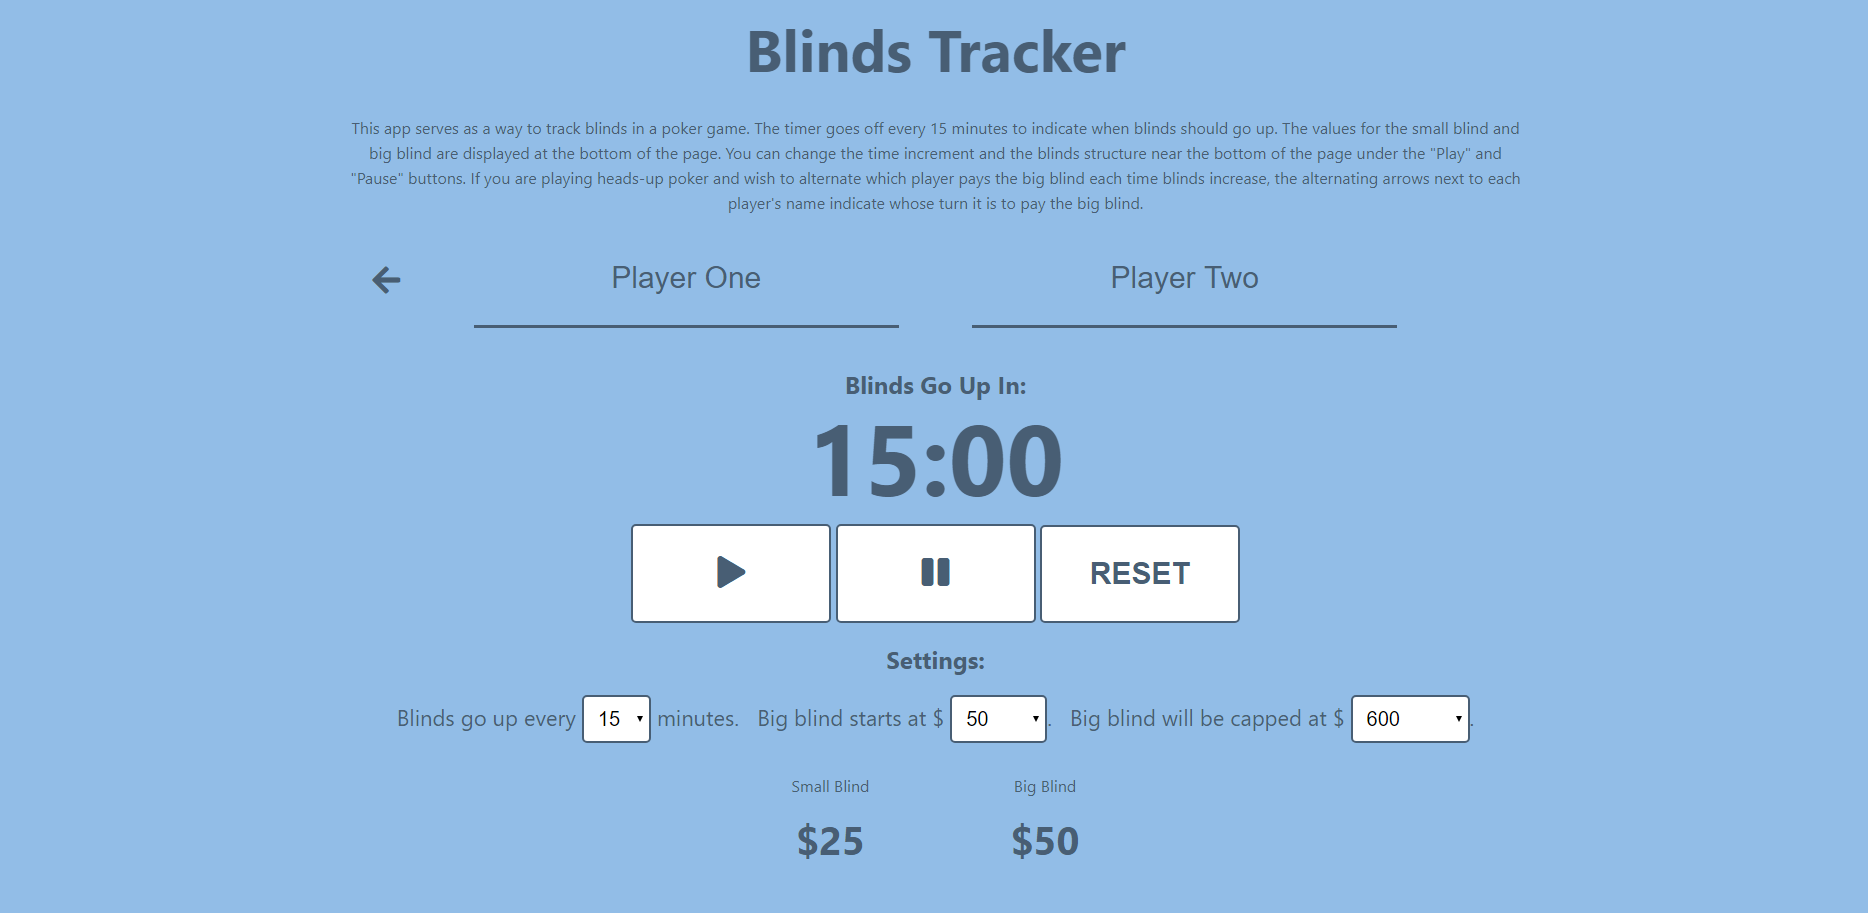 Blinds Tracker
This app serves as a way to track blinds in a poker game. The timer goes off every 15 minutes to indicate when blinds should go up. The values for the small blind and
big blind are displayed at the bottom of the page. You can change the time increment and the blinds structure near the bottom of the page under the "Play" and
"Pause" buttons. If you are playing heads-up poker and wish to alternate which player pays the big blind each time blinds increase, the alternating arrows next to each
player's name indicate whose turn it is to pay the big blind.
Player One Player Two
Blinds Go Up In:
15:00
RESET
Settings:
Blinds go up every 15 minutes. Big blind starts at $ 50. Big blind will be capped at $ 600.
Small Blind Big Blind
$25 $50